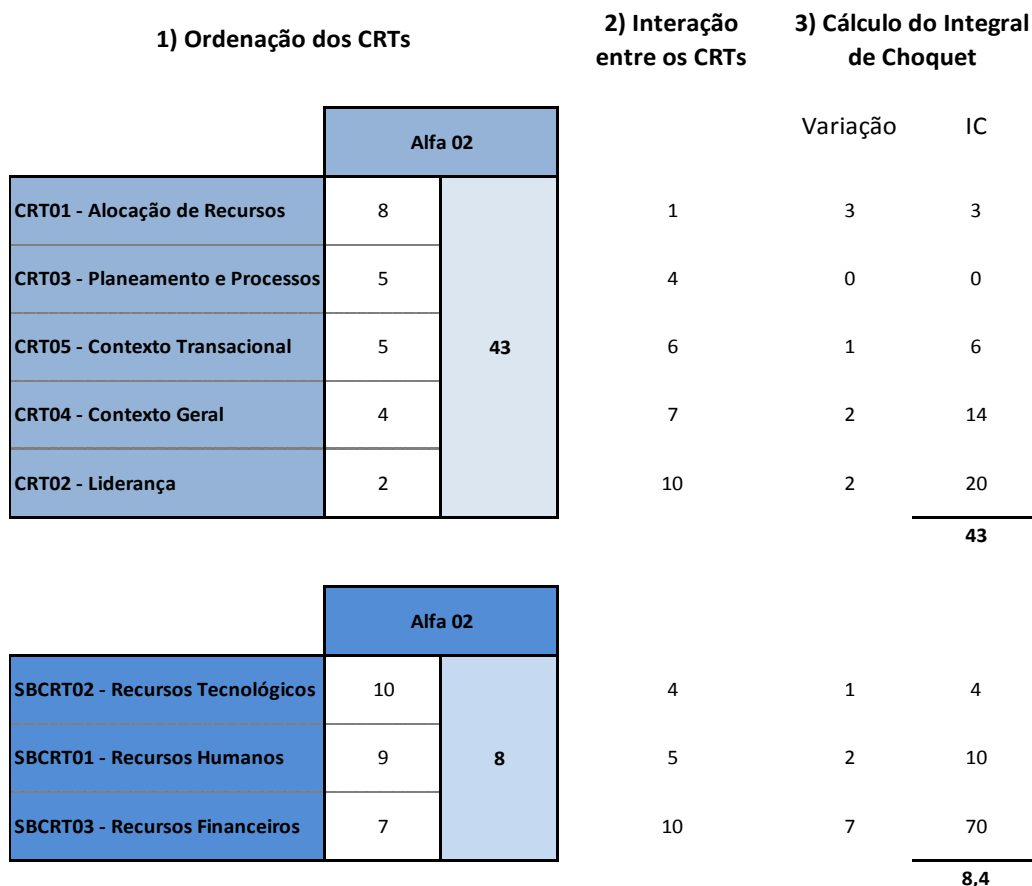 1) Ordenação dos CRTs
2) Interação
entre os CRTs
3) Cálculo do Integral
de Choquet
Alfa 02
Variação IC
CRT01 - Alocação de Recursos 8 1 3 3
CRT03 - Planeamento e Processos 5 4 0 0
CRT05 - Contexto Transacional 5 43 6 1 6
CRT04 - Contexto Geral 4 7 2 14
CRT02 - Liderança 2 10 2 20
43
Alfa 02
SBCRT02 - Recursos Tecnológicos 10 4 1 4
SBCRT01 - Recursos Humanos 9 8 5 2 10
SBCRT03 - Recursos Financeiros 7 10 7 70
8,4